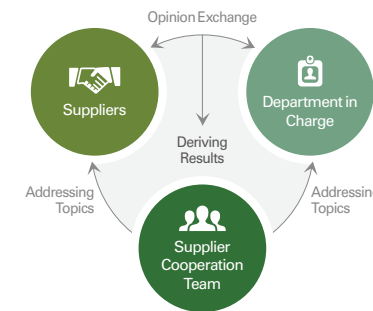 Opinion Exchange
Suppliers
Department in
Charge
Deriving
Results
Addressing
Topics
Addressing
Topics
Supplier
Cooperation
Team